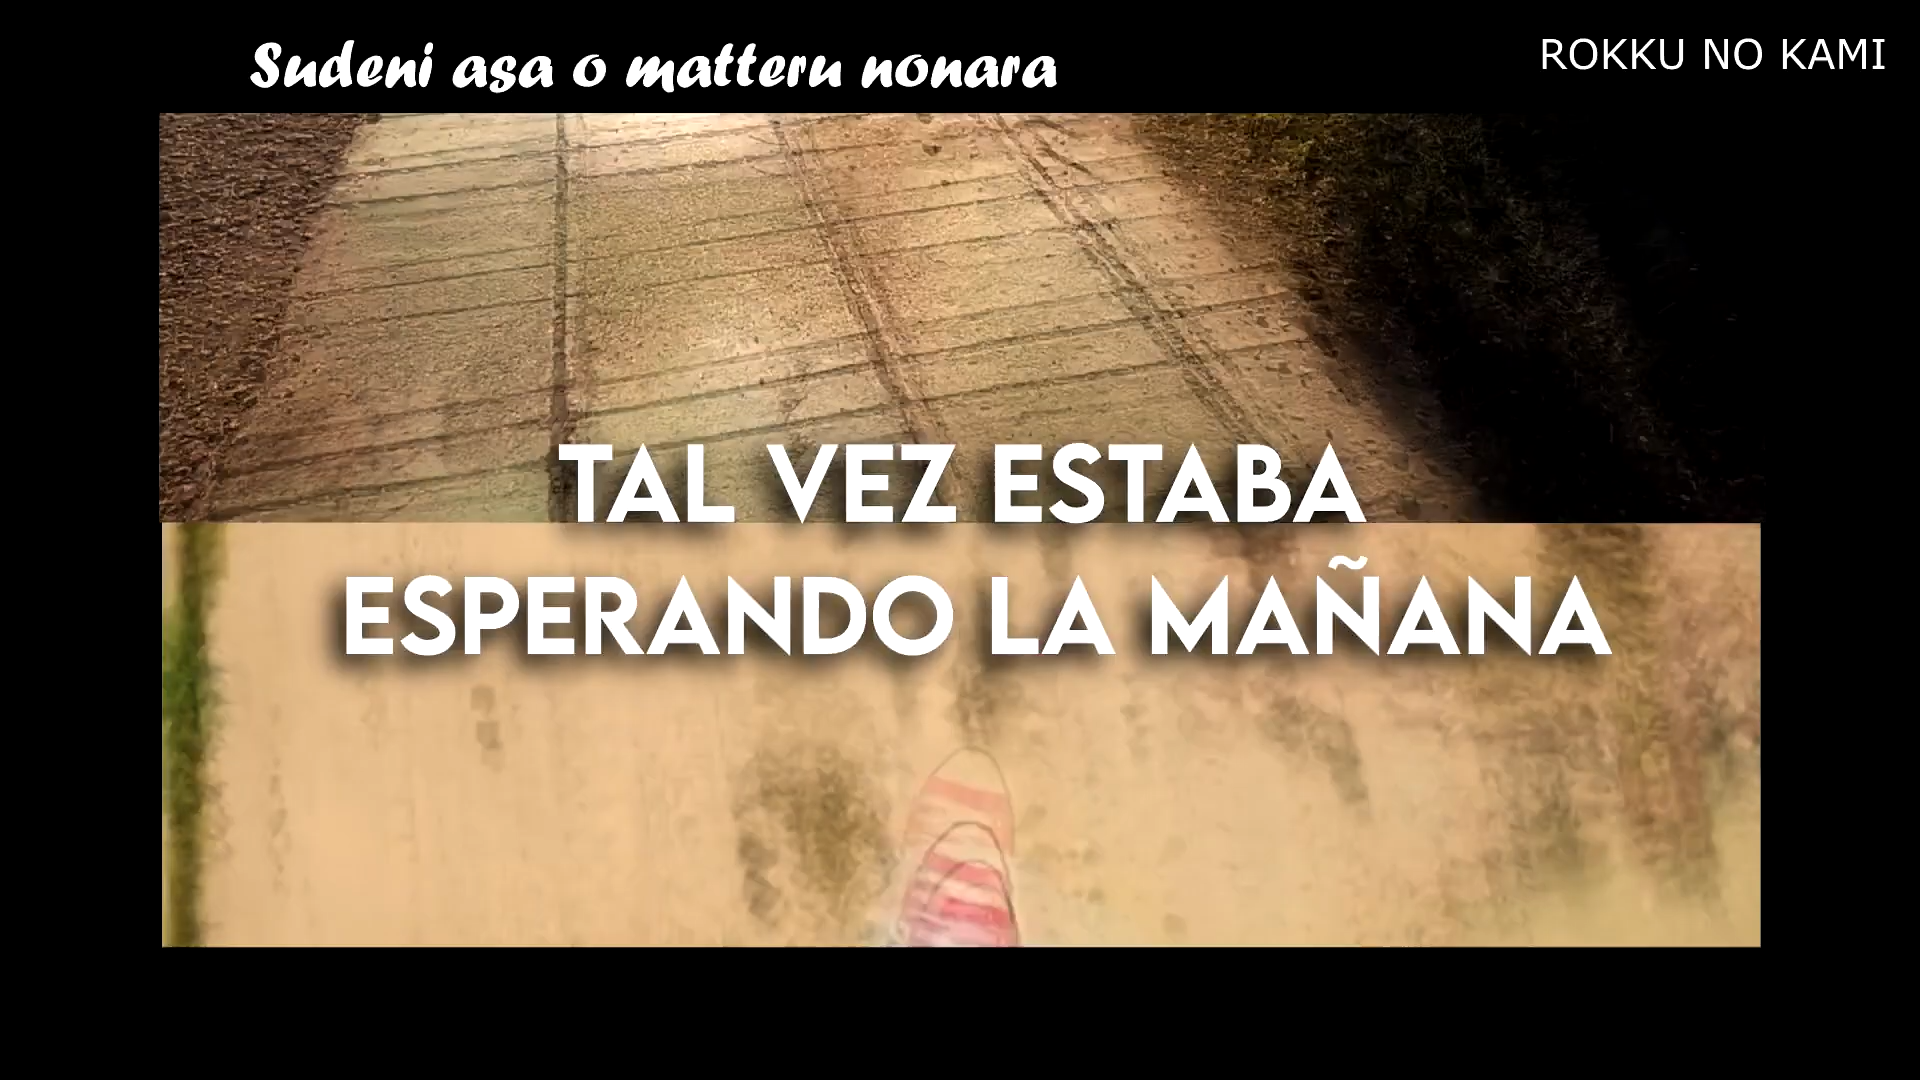 Sudeni asa o matteru nonara
ROKKU NO KAMI
TAL VEZ ESTABA
ESPERANDO LA MAÑANA